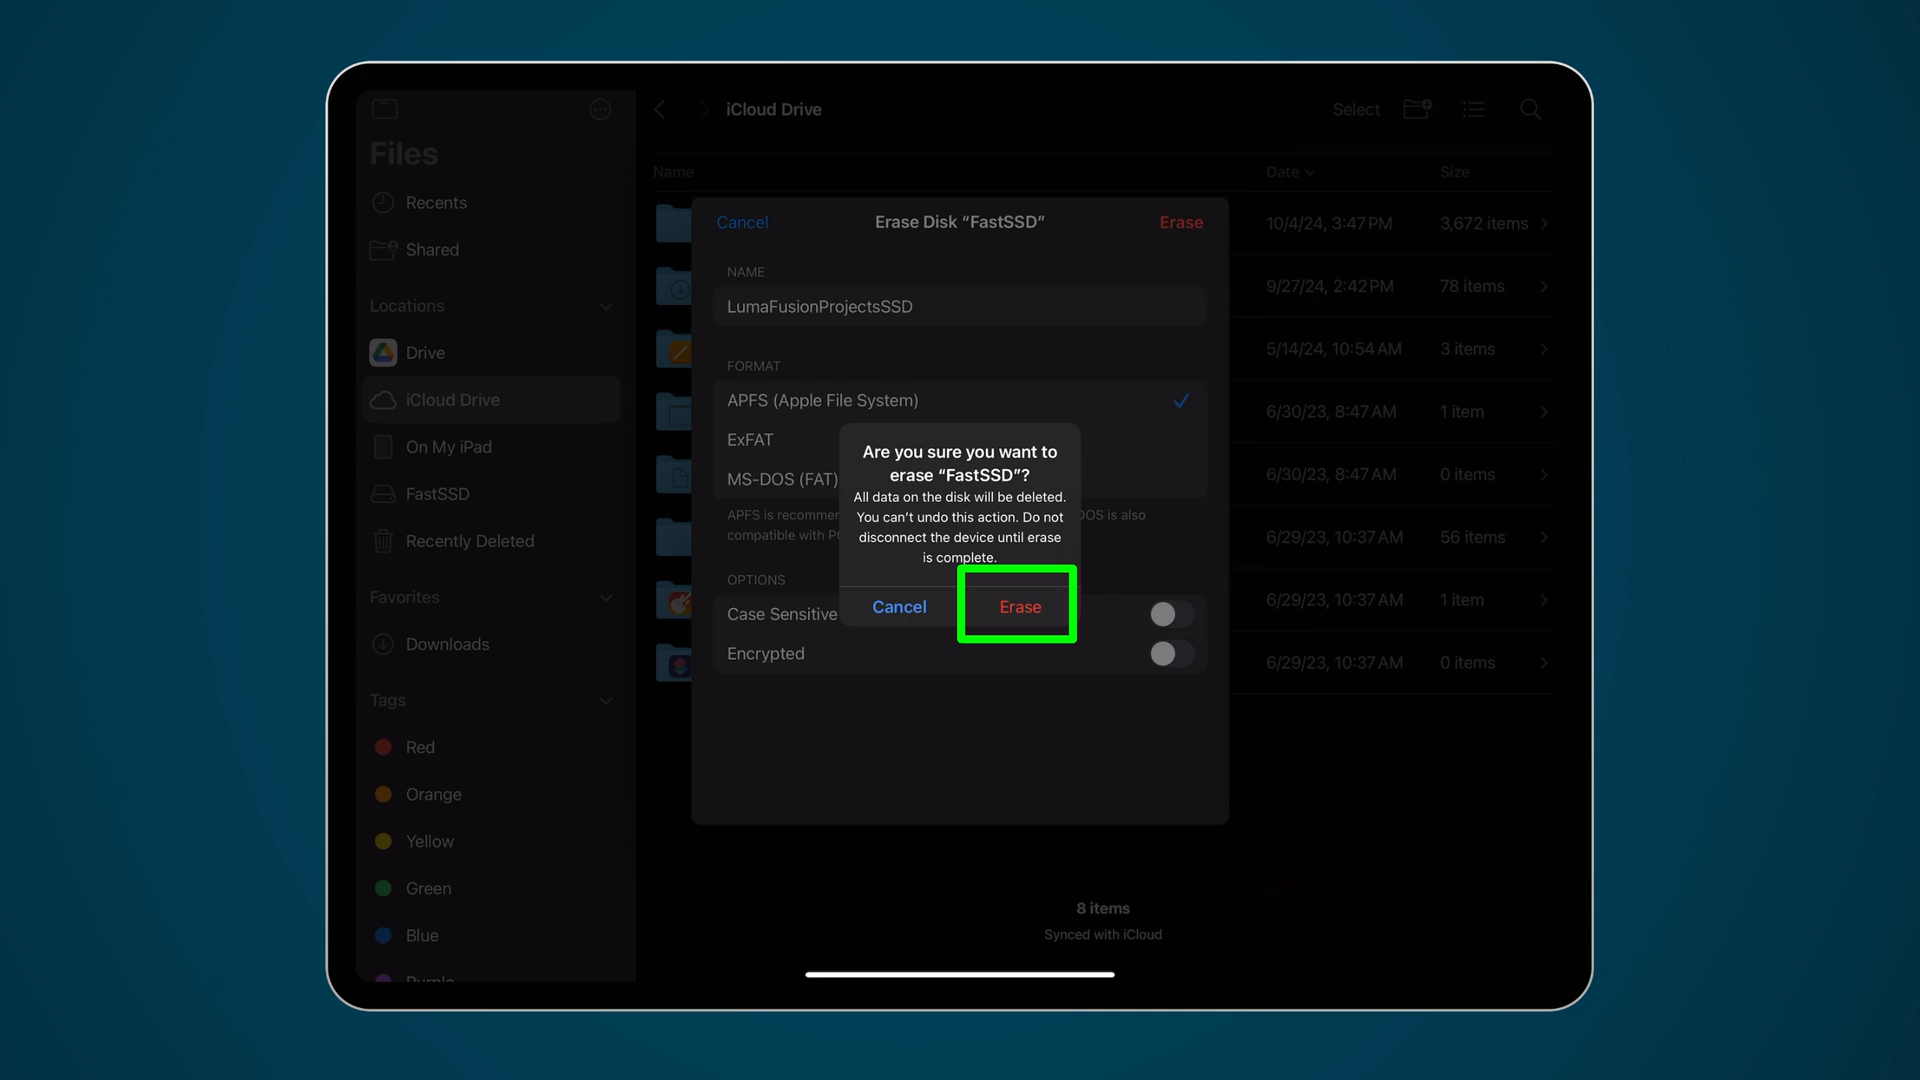 iCloud Drive
Select
Files
Recents
Shared
Locations
Drive
iCloud Drive
On My iPad
FastSSD
Recently Deleted
Favorites
Downloads
Tags
Red
Orange
Yellow
Green
Blue
Purple
Name
Date
Size
10/4/24, 3:47 PM 3,672 items
9/27/24, 2:42 PM 78 items
5/14/24, 10:54 AM 3 items
6/30/23, 8:47 AM 1 item
6/30/23, 8:47 AM 0 items
6/29/23, 10:37 AM 56 items
6/29/23, 10:37 AM 1 item
6/29/23, 10:37 AM 0 items
Cancel Erase Disk “FastSSD” Erase
NAME
LumaFusionProjectsSSD
FORMAT
APFS (Apple File System)
ExFAT
MS-DOS (FAT)
APFS is recommen DOS is also
compatible with P
OPTIONS
Case Sensitive
Encrypted
Are you sure you want to
erase “FastSSD”?
All data on the disk will be deleted.
You can’t undo this action. Do not
disconnect the device until erase
is complete.
Cancel Erase
8 items
Synced with iCloud